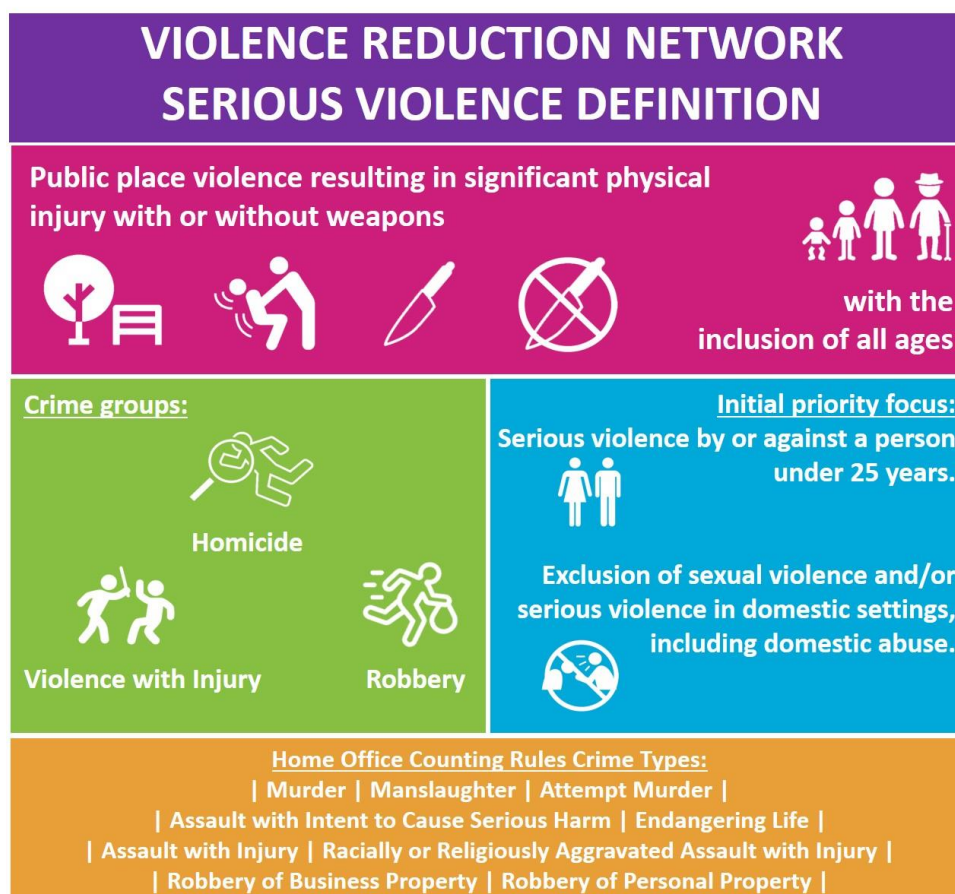 VIOLENCE REDUCTION NETWORK
SERIOUS VIOLENCE DEFINITION
Public place violence resulting in significant physical
injury with or without weapons
with the
inclusion of all ages
Crime groups:
Homicide
Violence with Injury
Robbery
Initial priority focus:
Serious violence by or against a person
under 25 years.
Exclusion of sexual violence and/or
serious violence in domestic settings,
including domestic abuse.
Home Office Counting Rules Crime Types:
| Murder | Manslaughter | Attempt Murder |
| Assault with Intent to Cause Serious Harm | Endangering Life |
| Assault with Injury | Racially or Religiously Aggravated Assault with Injury |
| Robbery of Business Property | Robbery of Personal Property |